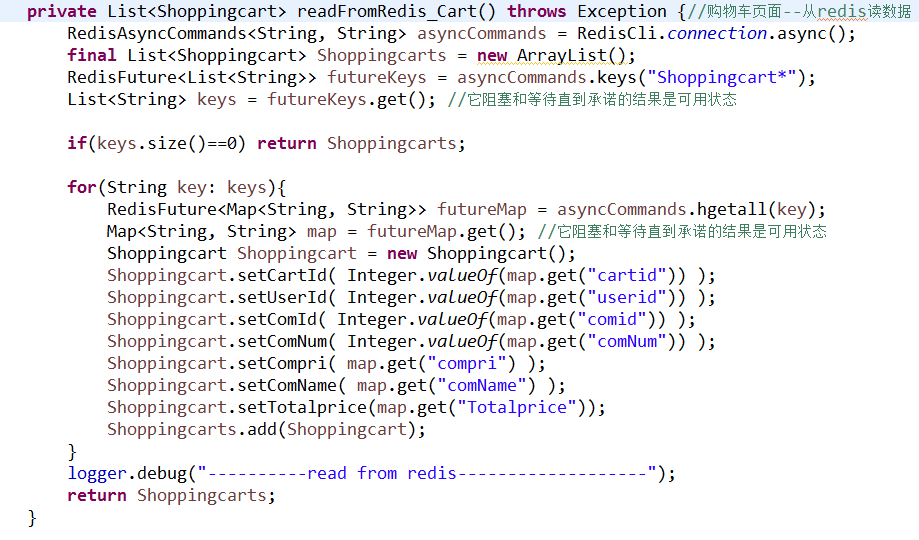 private List<Shoppingcart> readFromRedis_Cart() throws Exception {//购物车页面--从redis读数据
    RedisAsyncCommands<String, String> asyncCommands = RedisCli.connection.async();
    final List<Shoppingcart> Shoppingcarts = new ArrayList();
    RedisFuture<List<String>> futureKeys = asyncCommands.keys("Shoppingcart*");
    List<String> keys = futureKeys.get(); //它阻塞和等待直到承诺的结果是可用状态

    if(keys.size()==0) return Shoppingcarts;

    for(String key: keys){
        RedisFuture<Map<String, String>> futureMap = asyncCommands.hgetall(key);
        Map<String, String> map = futureMap.get(); //它阻塞和等待直到承诺的结果是可用状态
        Shoppingcart Shoppingcart = new Shoppingcart();
        Shoppingcart.setCartId( Integer.valueOf(map.get("cartid")) );
        Shoppingcart.setUserId( Integer.valueOf(map.get("userid")) );
        Shoppingcart.setComId( Integer.valueOf(map.get("comid")) );
        Shoppingcart.setComNum( Integer.valueOf(map.get("comNum")) );
        Shoppingcart.setCompri( map.get("compri") );
        Shoppingcart.setComName( map.get("comName") );
        Shoppingcart.setTotalprice(map.get("Totalprice"));
        Shoppingcarts.add(Shoppingcart);
    }
    logger.debug("----------read from redis-------------------");
    return Shoppingcarts;
}